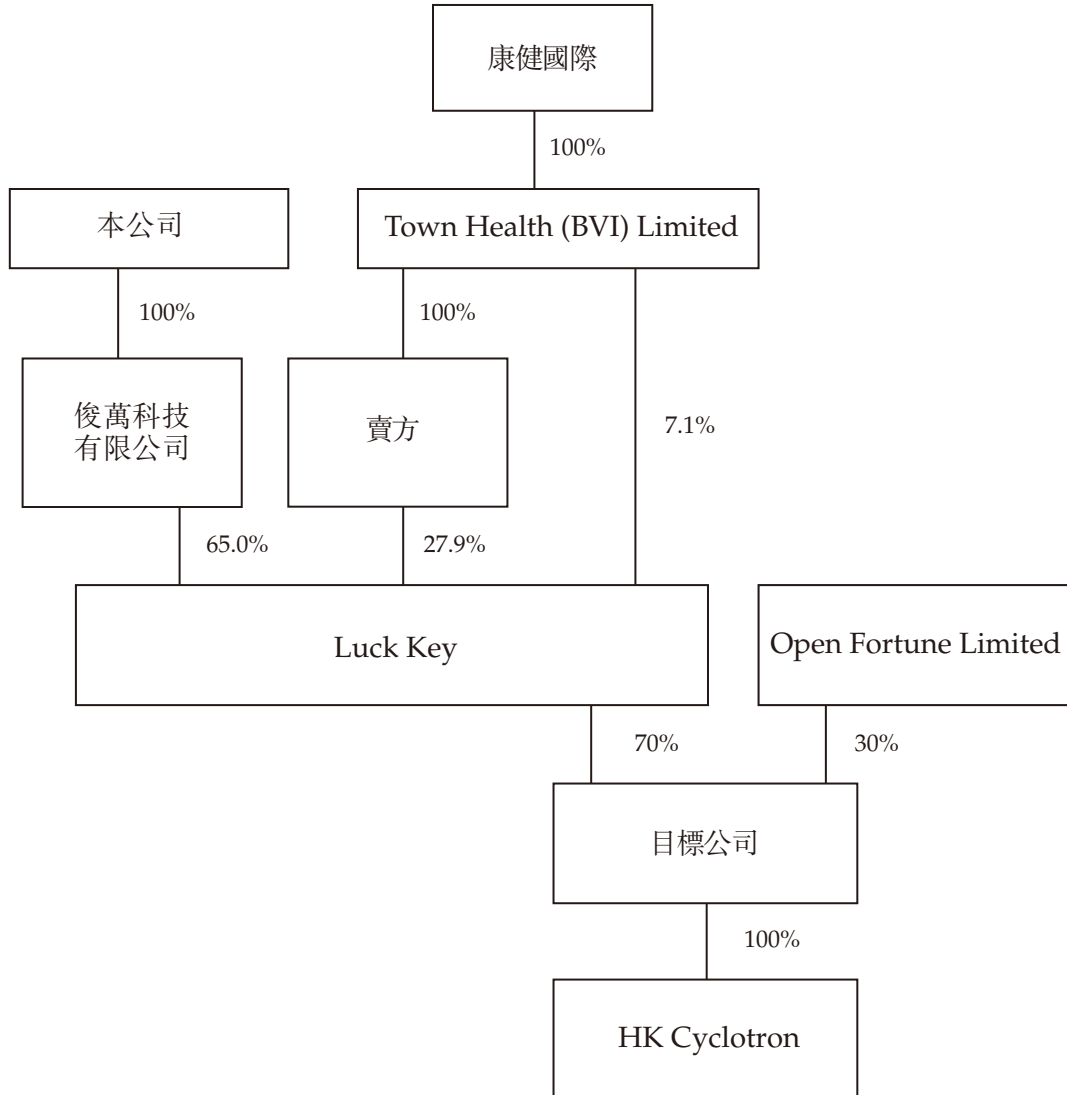 康健國際
100%
本公司
Town Health (BVI) Limited
100%
100%
俊萬科技
有限公司
賣方
7.1%
65.0%
27.9%
Luck Key
Open Fortune Limited
70%
30%
目標公司
100%
HK Cyclotron